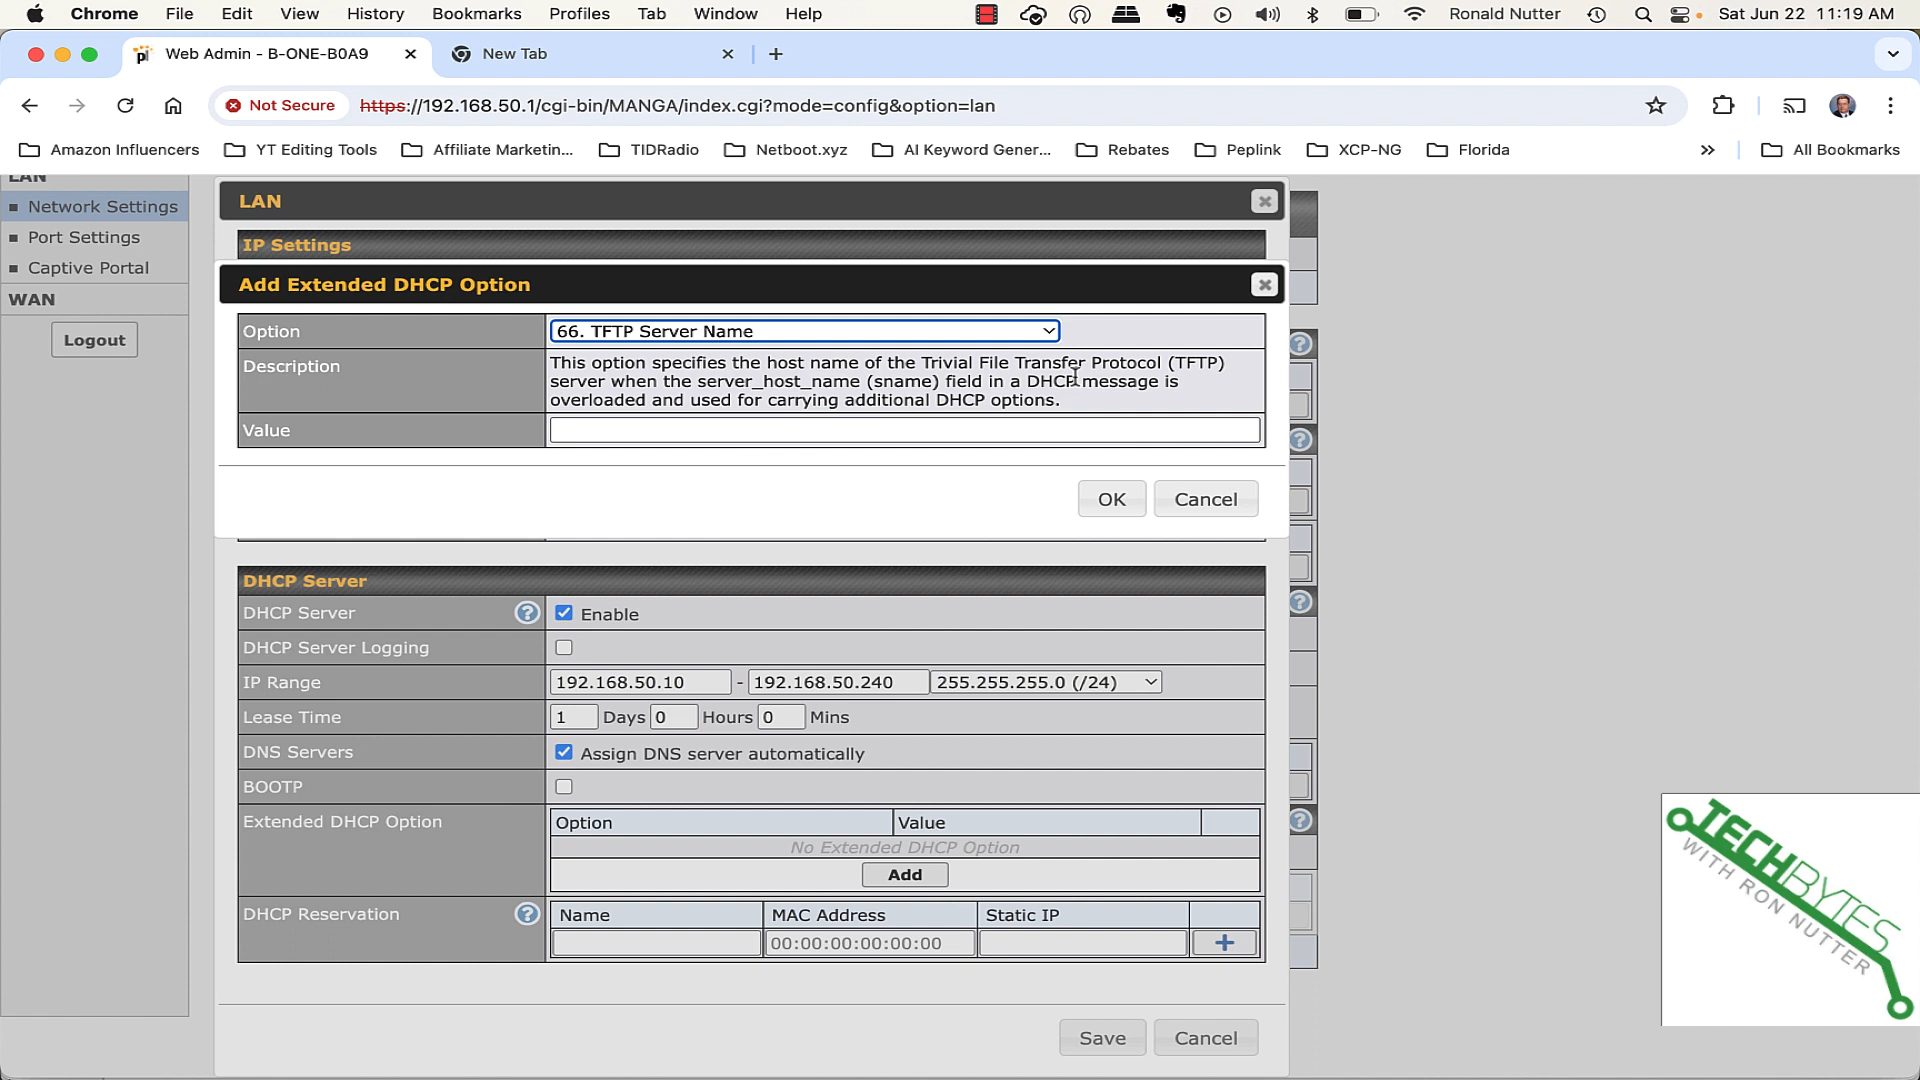 Chrome File Edit View History Bookmarks Profiles Tab Window Help Ronald Nutter Sat Jun 22 11:19 AM
pi Web Admin - B-ONE-B0A9 New Tab
Not Secure https://192.168.50.1/cgi-bin/MANGA/index.cgi?mode=config&option=lan
Amazon Influencers YT Editing Tools Affiliate Marketin... TIDRadio Netboot.xyz AI Keyword Gener... Rebates Peplink XCP-NG Florida » All Bookmarks
LAN
Network Settings
Port Settings
Captive Portal
WAN
Logout
LAN
IP Settings
Add Extended DHCP Option
Option 66. TFTP Server Name
Description This option specifies the host name of the Trivial File Transfer Protocol (TFTP)
server when the server_host_name (sname) field in a DHCP message is
overloaded and used for carrying additional DHCP options.
Value
OK Cancel
DHCP Server
DHCP Server ? Enable
DHCP Server Logging
IP Range 192.168.50.10 - 192.168.50.240 255.255.255.0 (/24)
Lease Time 1 Days 0 Hours 0 Mins
DNS Servers Assign DNS server automatically
BOOTP
Extended DHCP Option Option Value
No Extended DHCP Option
Add
DHCP Reservation ? Name MAC Address Static IP
00:00:00:00:00:00 +
Save Cancel
?
?
?
?
TECHBYTES
WITH RON NUTTER